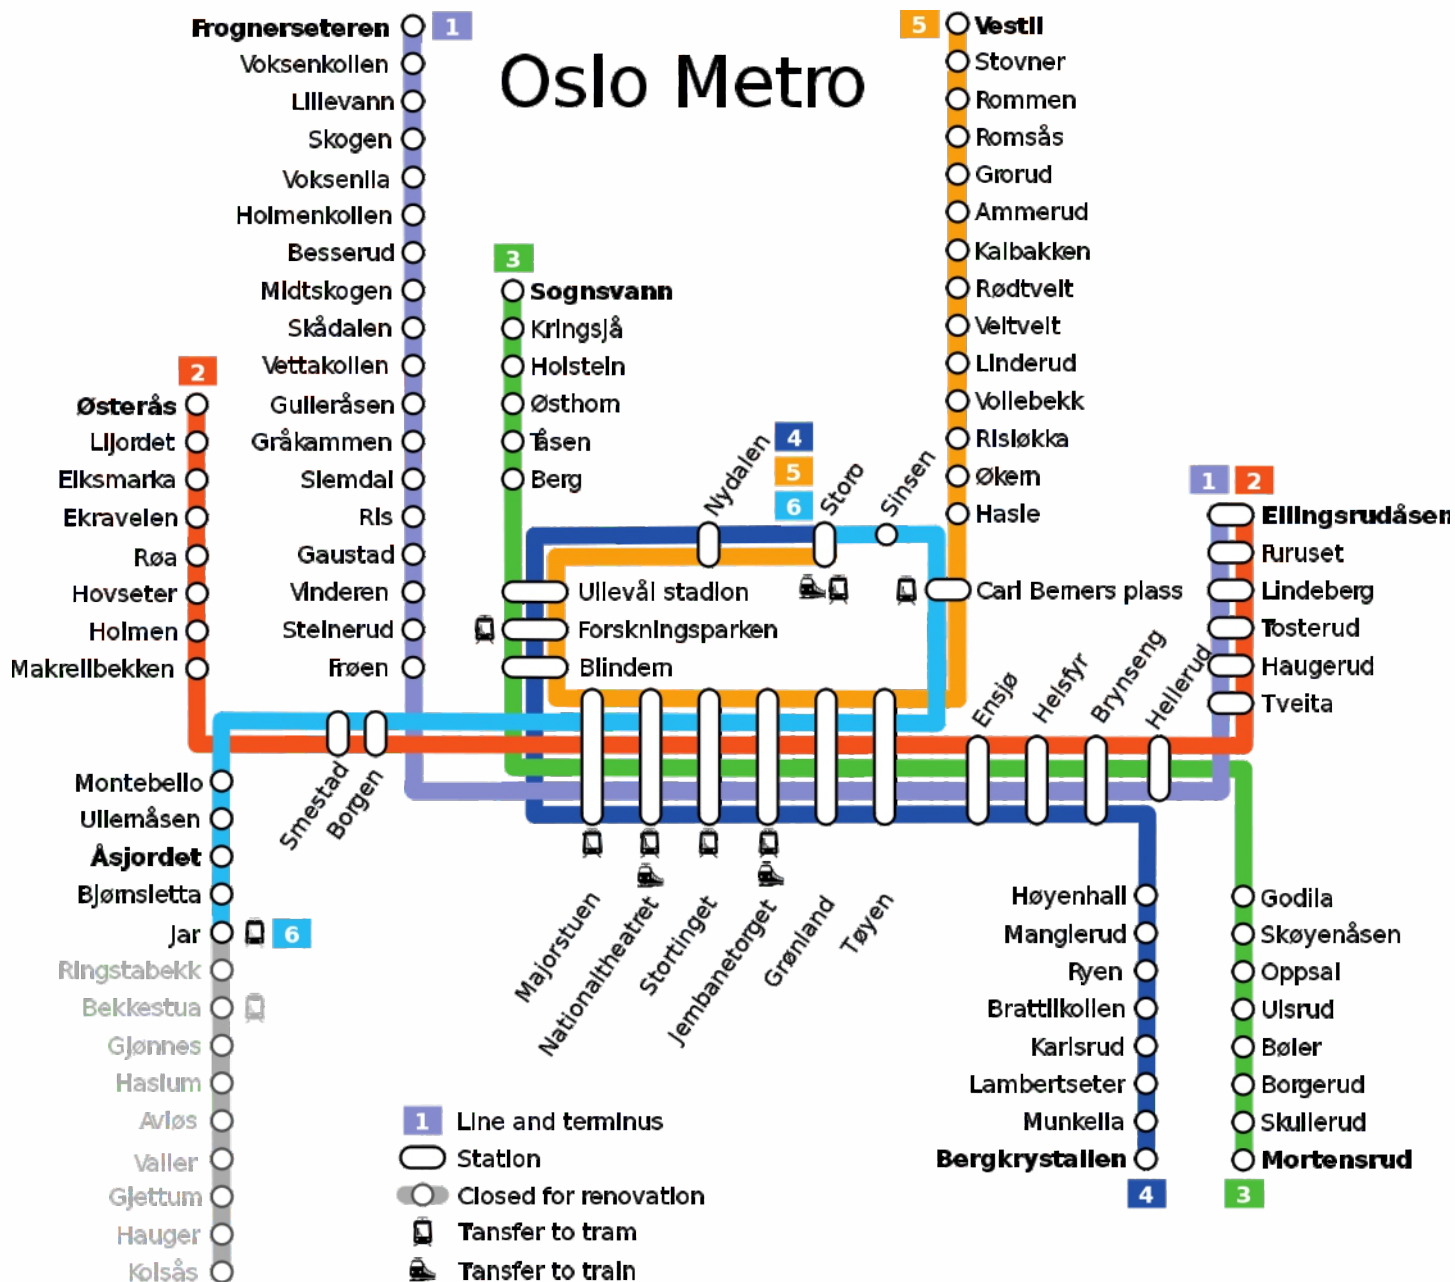 Oslo Metro
1
Frognerseteren
Voksenkollen
Lillevann
Skogen
Voksenlia
Holmenkollen
Besserud
Midtskogen
Skådalen
Vettakollen
Gulleråsen
Gråkammen
Slemdal
Ris
Gaustad
Vinderen
Steinerud
Frøen
2
Østerås
Lijordet
Eiksmarka
Ekravelen
Røa
Hovseter
Holmen
Makrellbekken
3
Sognsvann
Kringsjå
Holstein
Østhorn
Tåsen
Berg
Ullevål stadion
Forskningsparken
Blindern
4
5
6
Nydalen
Storo
Sinsen
5
Vestli
Stovner
Rommen
Romsås
Grorud
Ammerud
Kalbakken
Rødtvelt
Veitvelt
Linderud
Vollebekk
Risløkka
Økern
Hasle
Carl Berners plass
1 2
Ellingsrudåsen
Furuset
Lindeberg
Tosterud
Haugerud
Tveita
Ensjø
Helsfyr
Brynseng
Hellerud
Smestad
Borgen
Majorstuen
Nationaltheatret
Stortinget
Jernbanetorget
Grønland
Tøyen
Montebello
Ullernåsen
Åsjordet
Bjørnsletta
Jar
6
Ringstabekk
Bekkestua
Gjønnes
Haslum
Avløs
Valler
Gjettum
Hauger
Kolsås
Høyenhall
Manglerud
Ryen
Brattlikollen
Karlsrud
Lambertseter
Munkella
Bergkrystallen
4
Godlia
Skøyenåsen
Oppsal
Ulsrud
Bøler
Borgerud
Skullerud
Mortensrud
3
1 Line and terminus
Station
Closed for renovation
Tansfer to tram
Tansfer to train